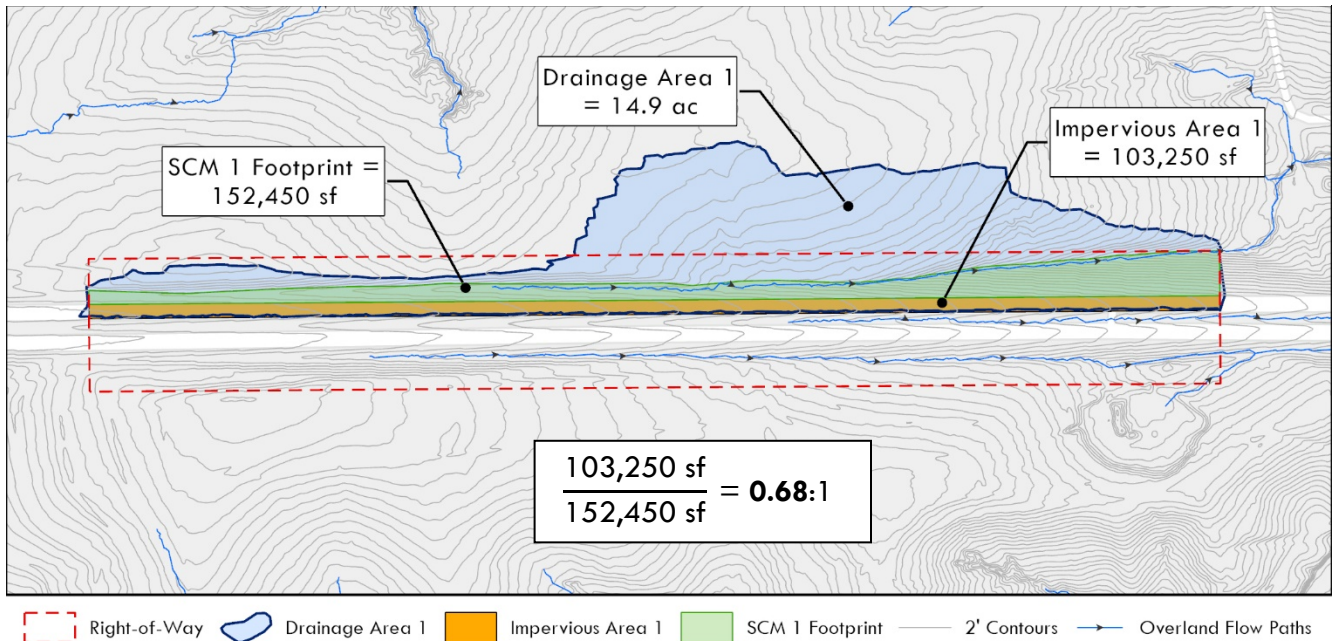 Drainage Area 1
= 14.9 ac
Impervious Area 1
= 103,250 sf
SCM 1 Footprint =
152,450 sf
103,250 sf
152,450 sf
= 0.68:1
Right-of-Way
Drainage Area 1
Impervious Area 1
SCM 1 Footprint
2' Contours
Overland Flow Paths